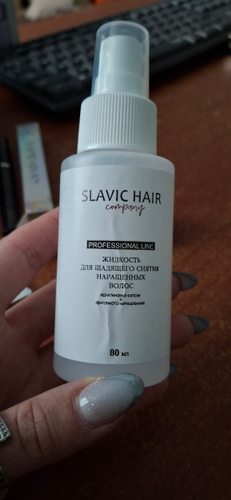 SLAVIC HAIR
company
PROFESSIONAL LINE
ЖИДКОСТЬ
ДЛЯ ЩАДЯЩЕГО СНЯТИЯ
НАРАЩЕННЫХ
ВОЛОС
80 мл